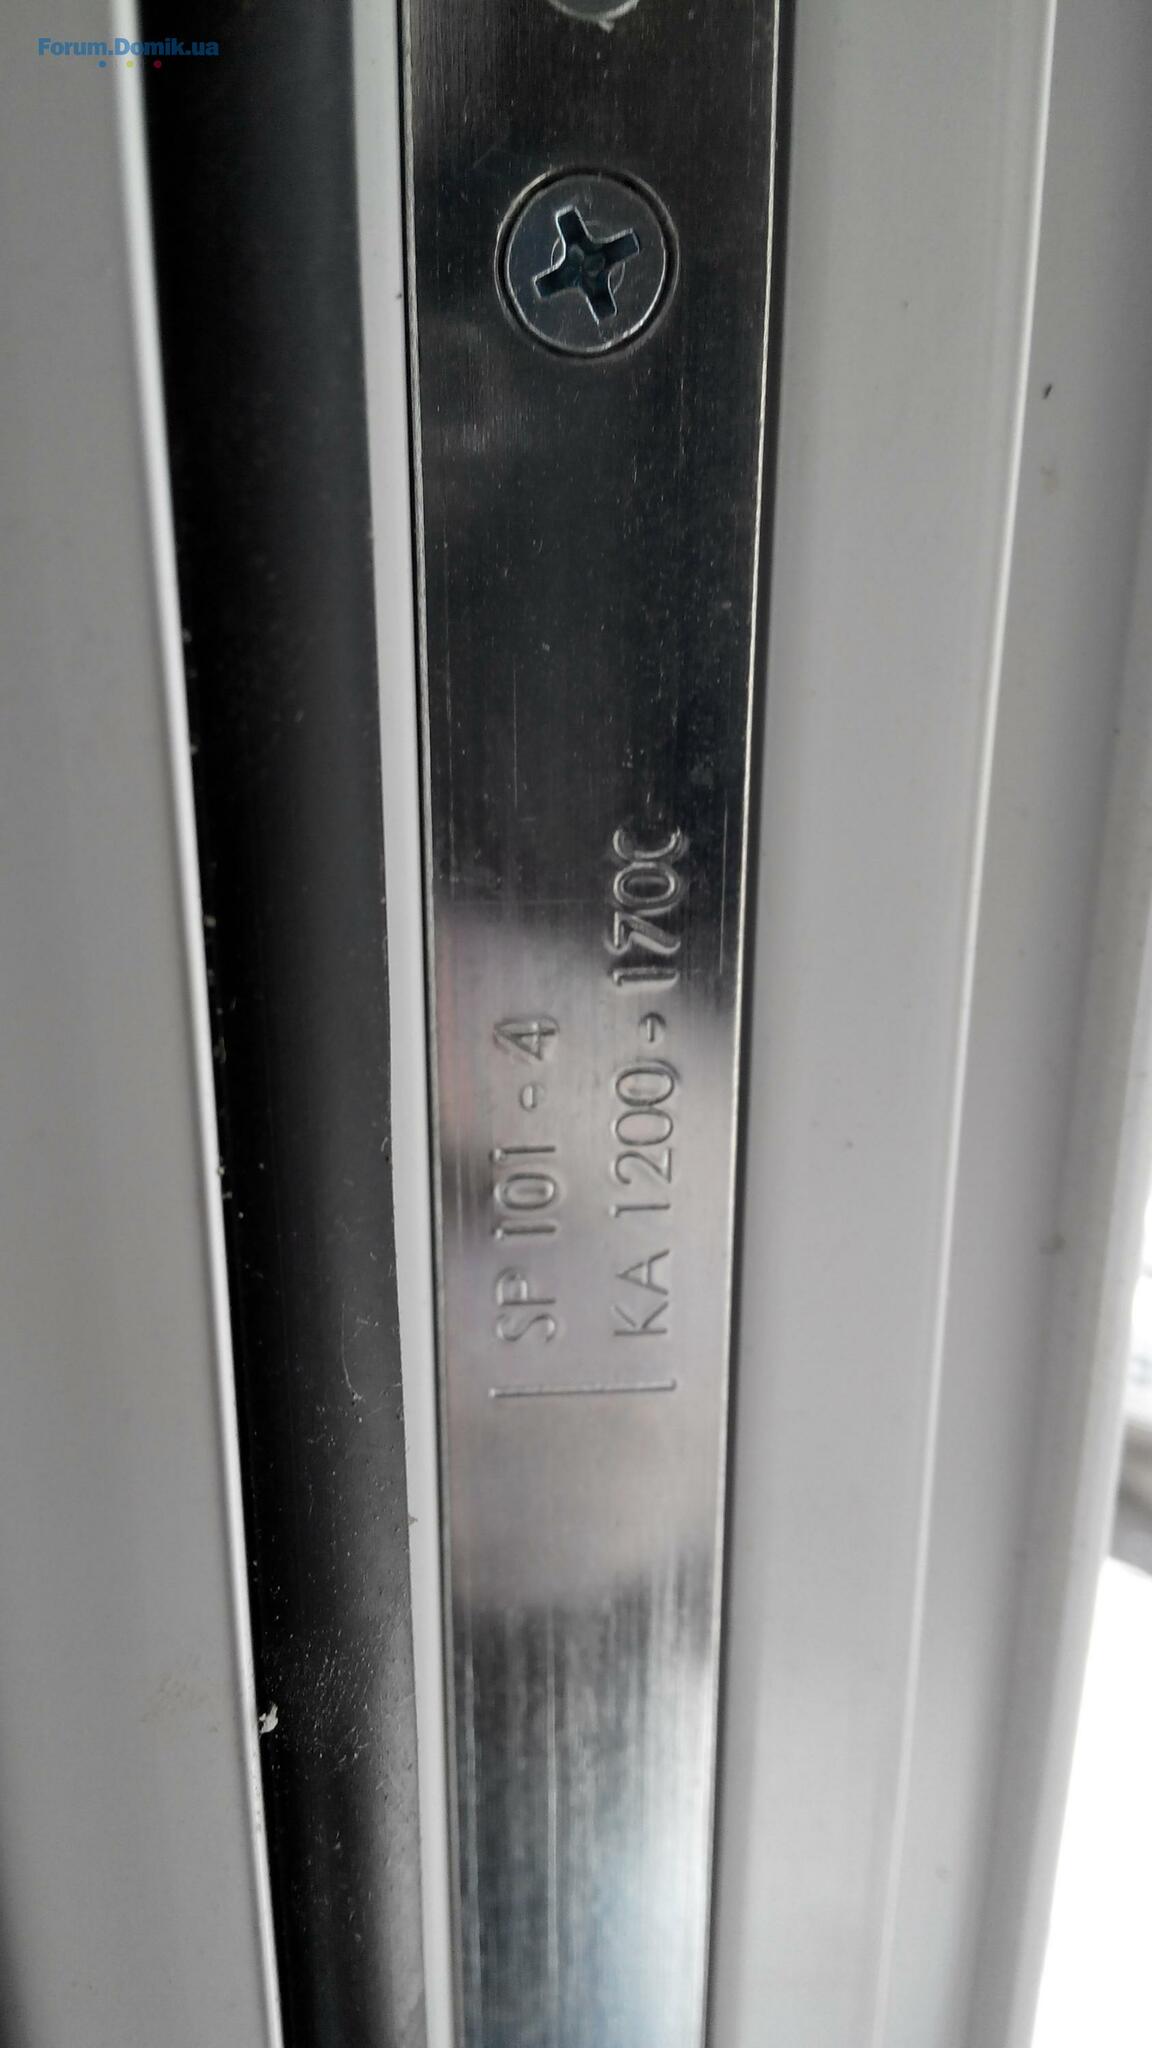 Forum.Domik.ua
SP 101 - 4
KA 1200 → 1700